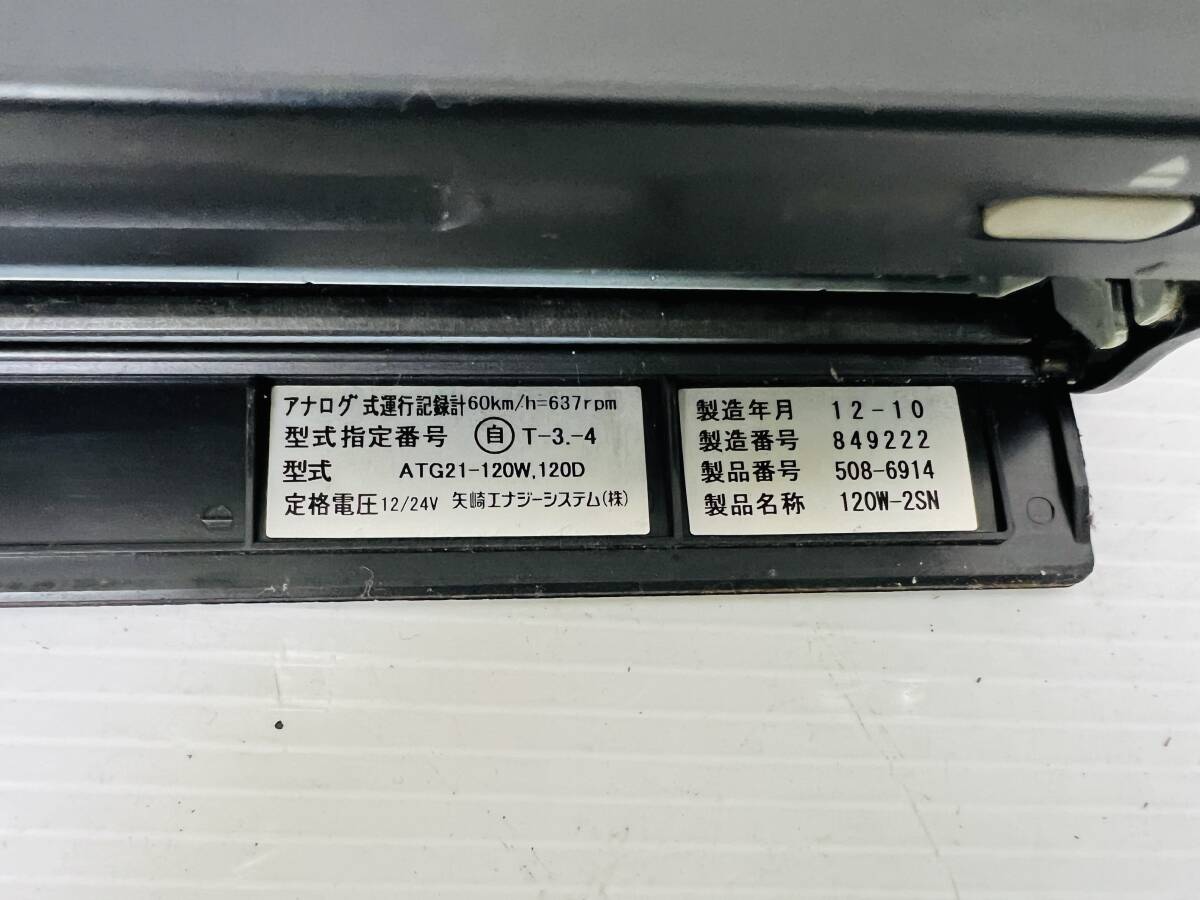 アナログ式運行記録計60km/h=637rpm
型式指定番号 ㊂自 T-3.-4
型式 ATG21-120W,120D
定格電圧12/24V 矢崎エナジーシステム(株)
製造年月 12-10
製造番号 849222
製品番号 508-6914
製品名称 120W-2SN